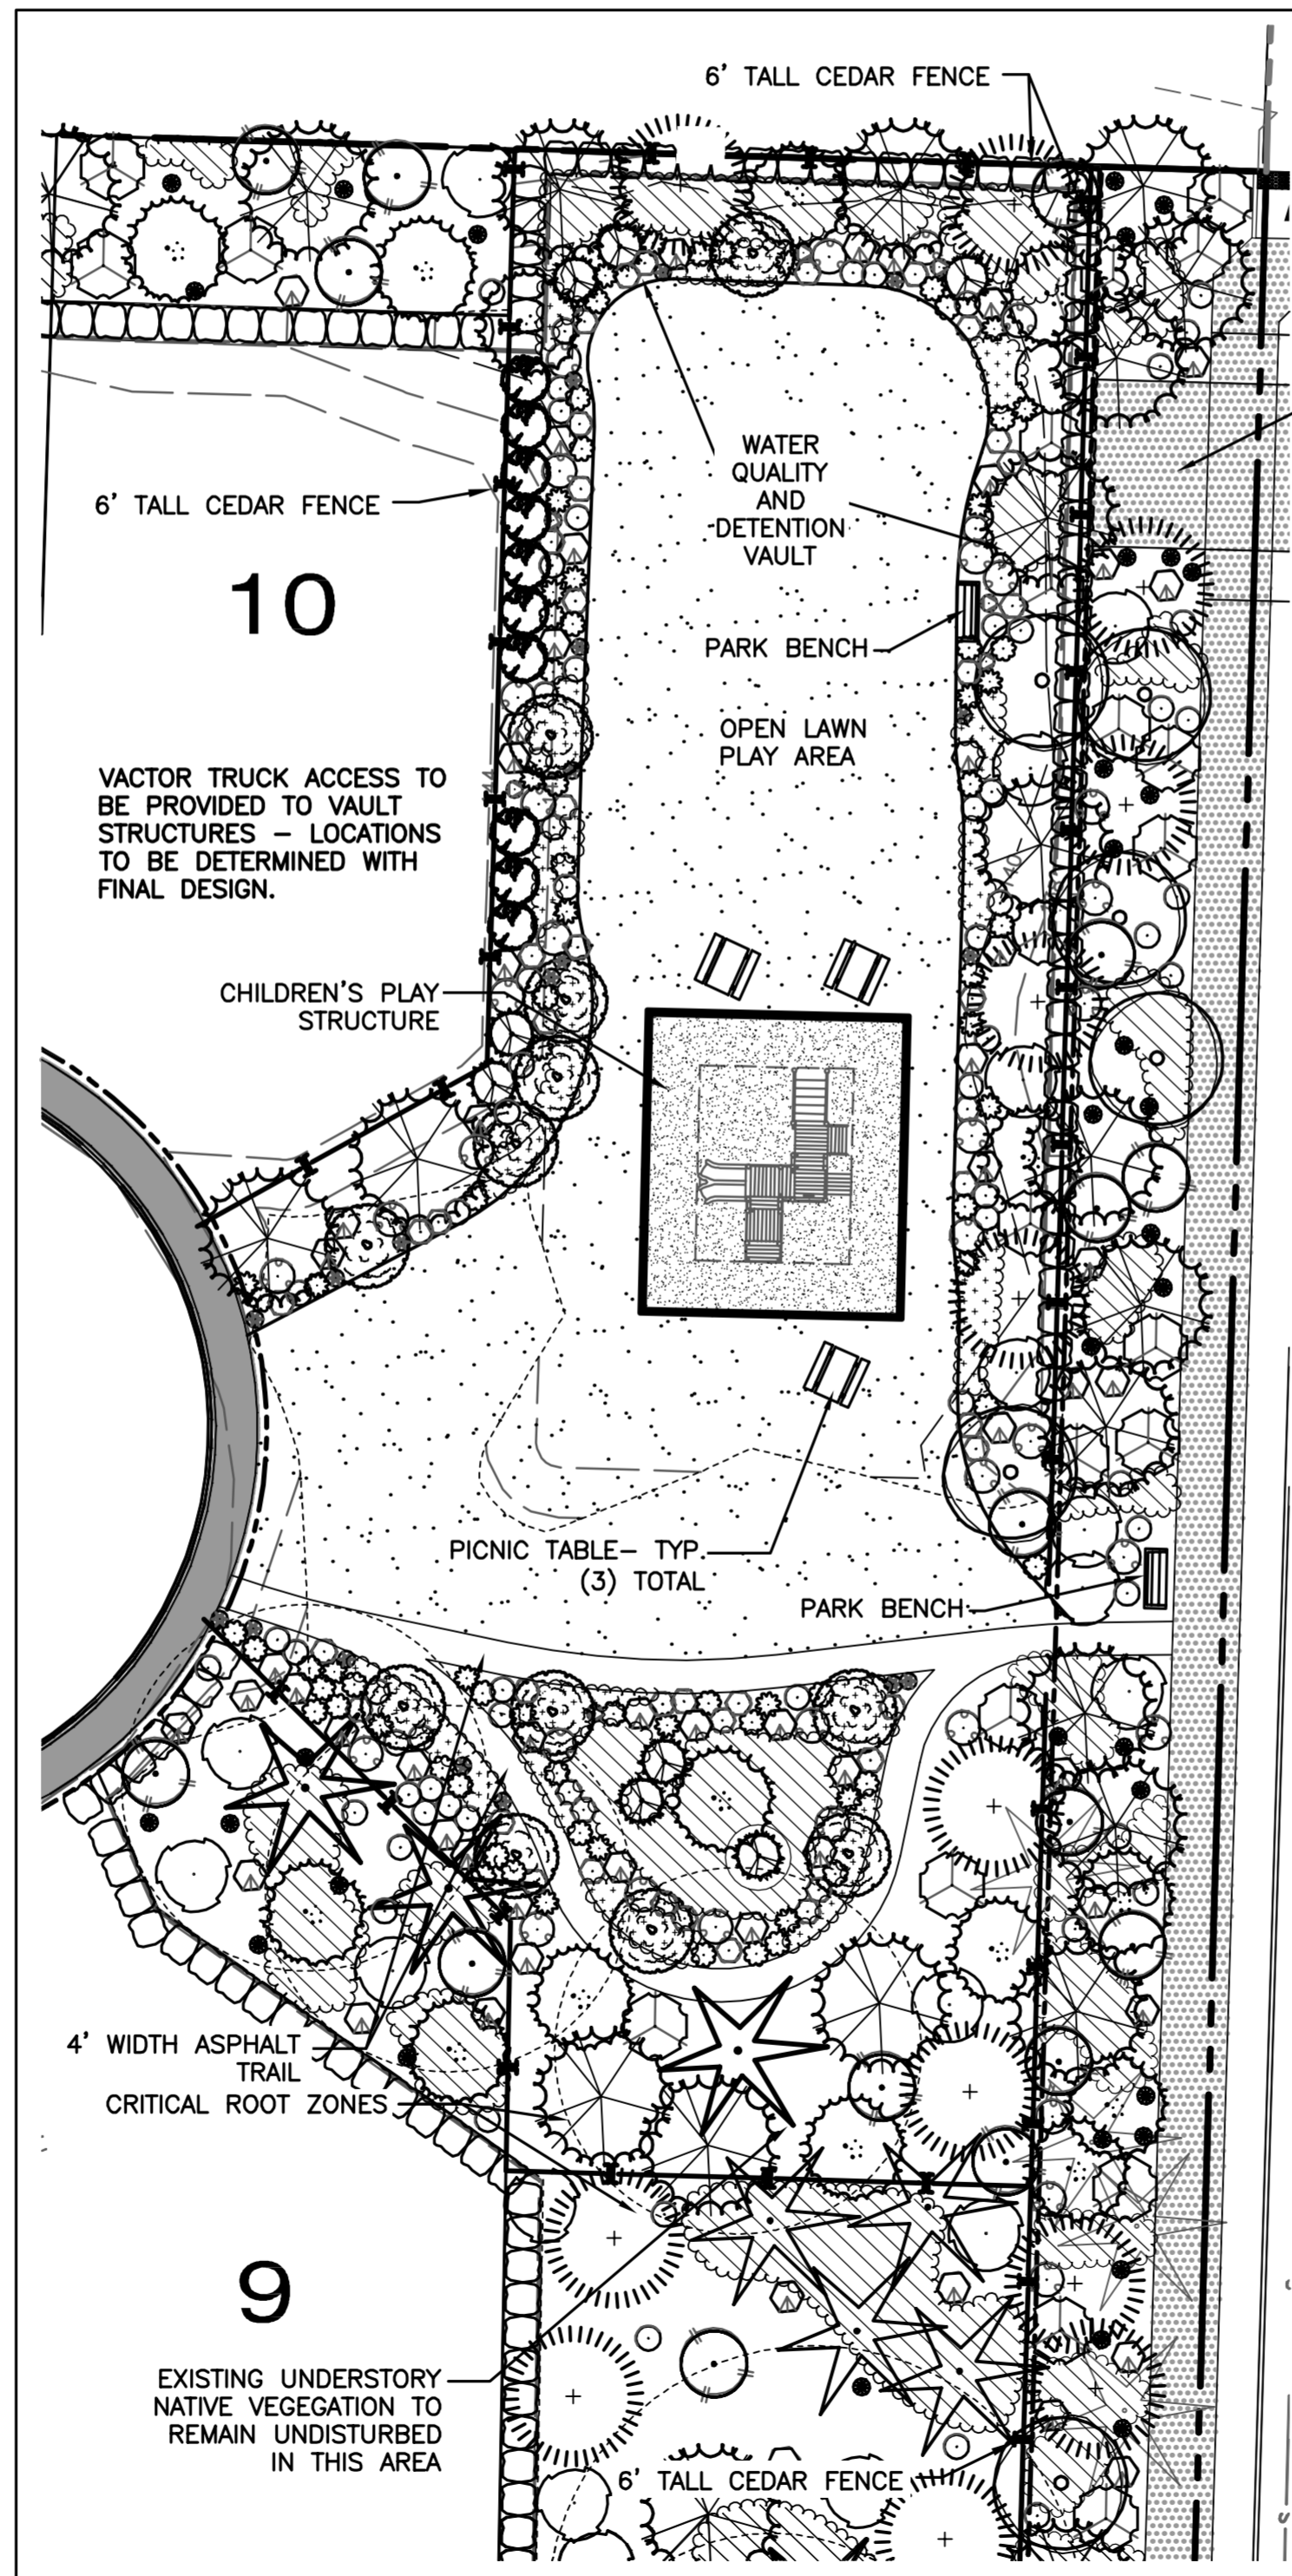 6' TALL CEDAR FENCE
WATER
QUALITY
AND
DETENTION
VAULT
6' TALL CEDAR FENCE
10
PARK BENCH
OPEN LAWN
PLAY AREA
VACTOR TRUCK ACCESS TO
BE PROVIDED TO VAULT
STRUCTURES – LOCATIONS
TO BE DETERMINED WITH
FINAL DESIGN.
CHILDREN'S PLAY
STRUCTURE
PICNIC TABLE– TYP.
(3) TOTAL
PARK BENCH
4' WIDTH ASPHALT
TRAIL
CRITICAL ROOT ZONES
9
EXISTING UNDERSTORY
NATIVE VEGEGATION TO
REMAIN UNDISTURBED
IN THIS AREA
6' TALL CEDAR FENCE